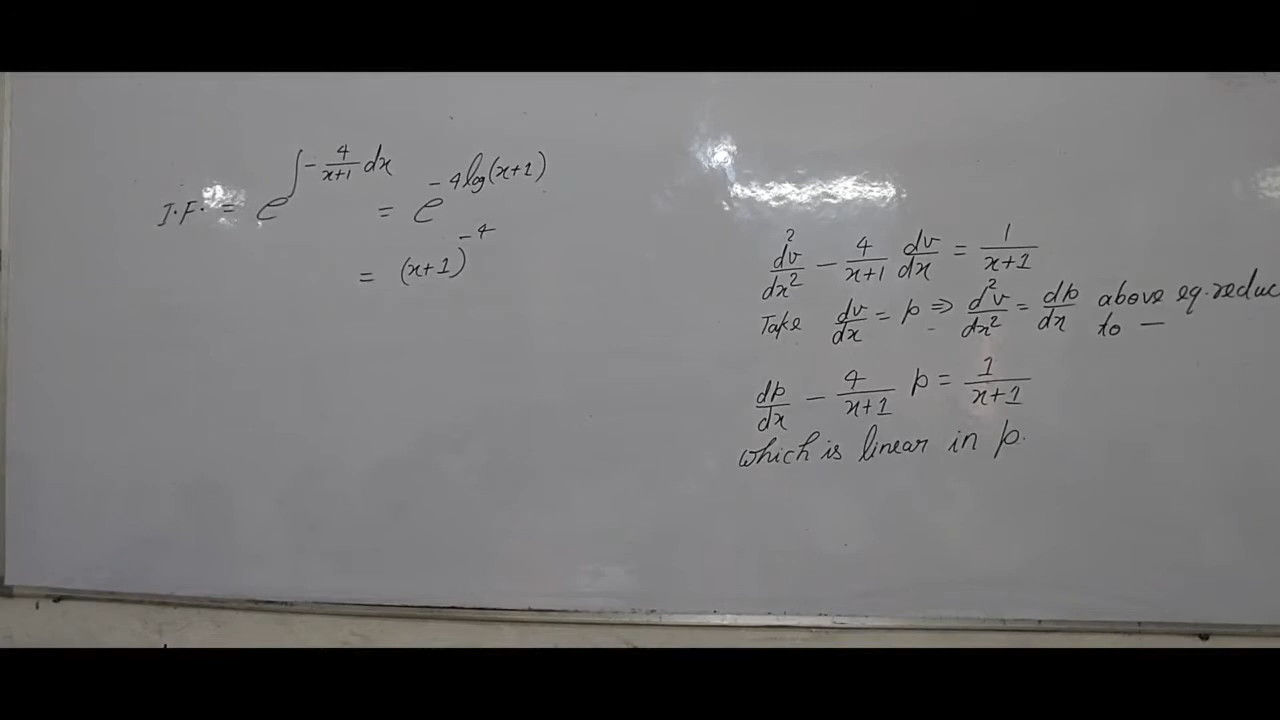 I.F. = e^{∫ -4/(x+1) dx} = e^{-4 log(x+1)}
= (x+1)^{-4}
d²v/dx² - 4/(x+1) dv/dx = 1/(x+1)
Take dv/dx = p ⇒ d²v/dx² = dp/dx above eq. reduc
to —
dp/dx - 4/(x+1) p = 1/(x+1)
which is linear in p.